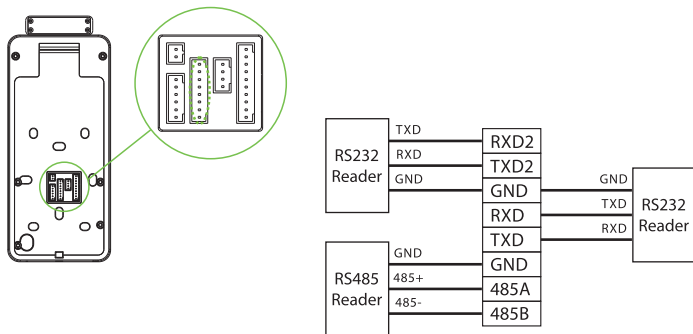 RS232
Reader
TXD
RXD
GND
RS485
Reader
GND
485+
485-
RXD2
TXD2
GND
RXD
TXD
GND
485A
485B
GND
TXD
RXD
RS232
Reader